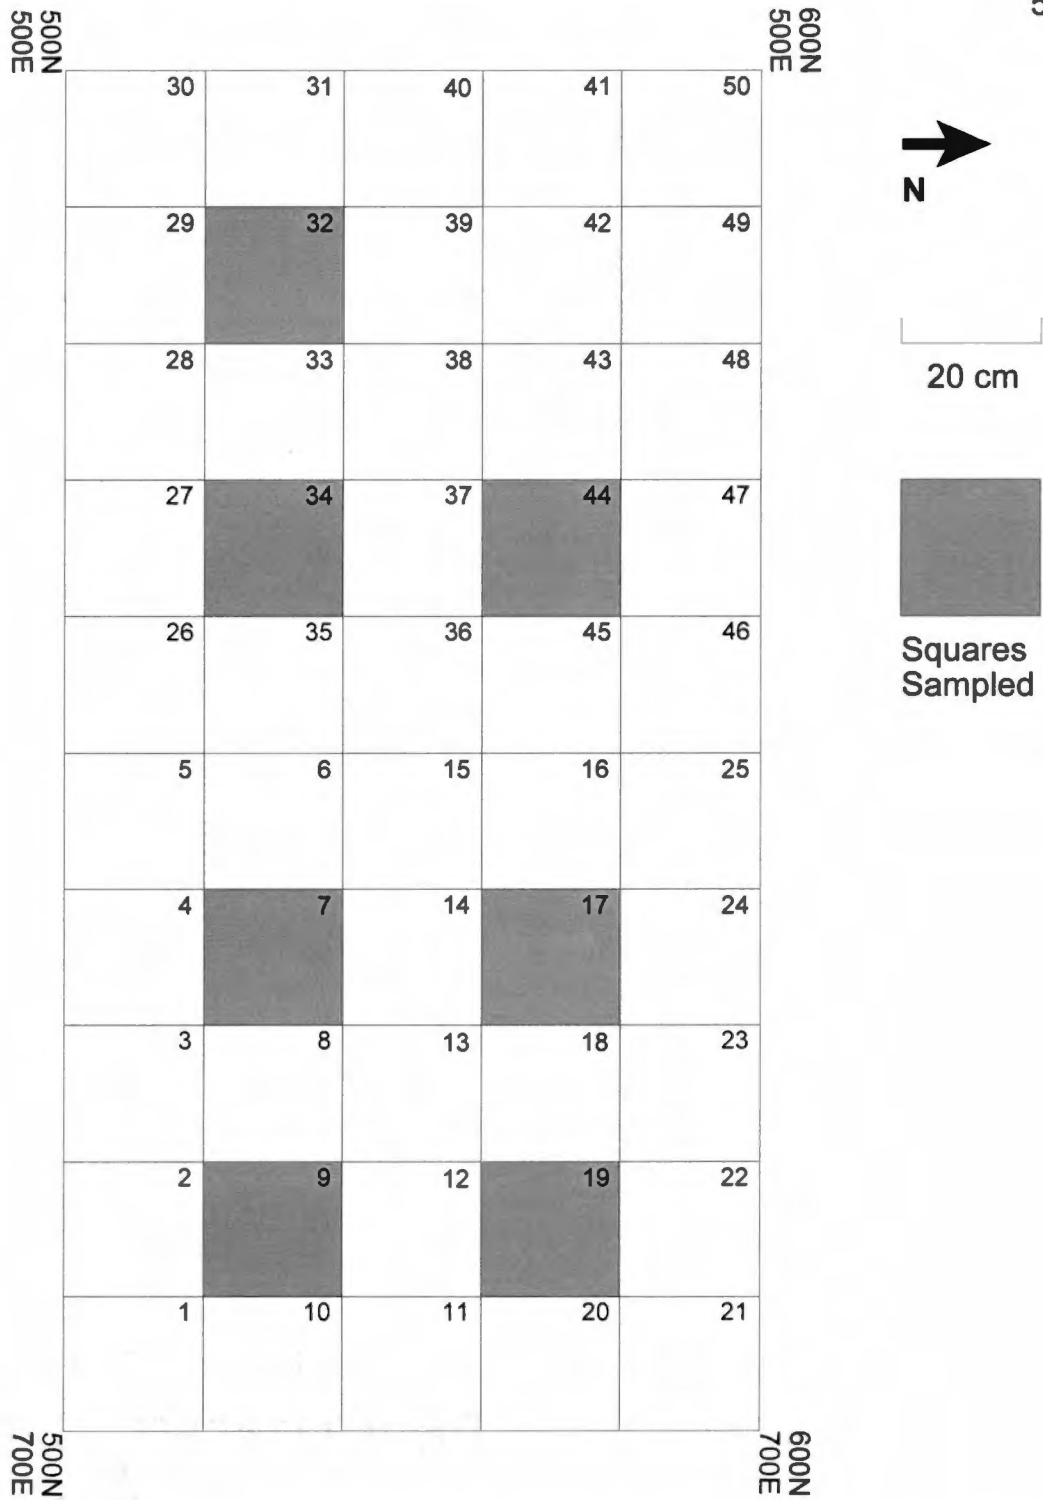 5
500N
500E
600N
500E
30 31 40 41 50
N
29 32 39 42 49
28 33 38 43 48
20 cm
27 34 37 44 47
26 35 36 45 46
Squares
Sampled
5 6 15 16 25
4 7 14 17 24
3 8 13 18 23
2 9 12 19 22
1 10 11 20 21
500N
700E
600N
700E